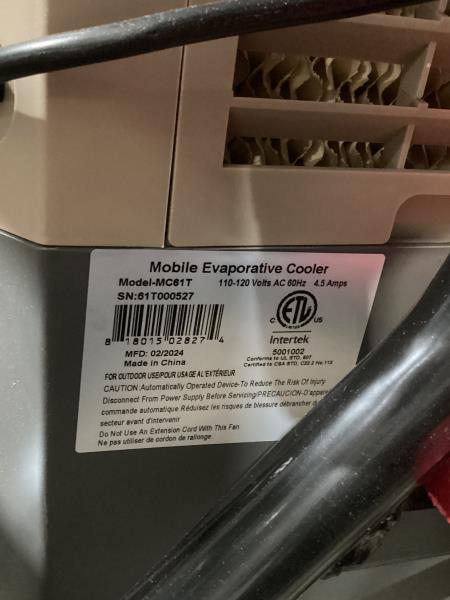 Mobile Evaporative Cooler
Model-MC61T 110-120 Volts AC 60Hz 4.5 Amps
SN:61T000527
8 18015 02827 4
C ETL US
INTERTEK
Intertek
5001002
MFD: 02/2024
Made in China
Conforms to UL STD, 507
Certified to CSA STD, C22.2 No.113
FOR OUTDOOR USE/POUR USAGE AL'EXTÉRIEUR
CAUTION:Automatically Operated Device-To Reduce The Risk Of Injury
Disconnect From Power Supply Before Servicing/PRECAUCION-D'appare
commande automatique Réduisez les risques de blessure débrancher
secteur avant d'intervenir
Do Not Use An Extension Cord With This Fan
Ne pas utiliser de cordon de rallonge.